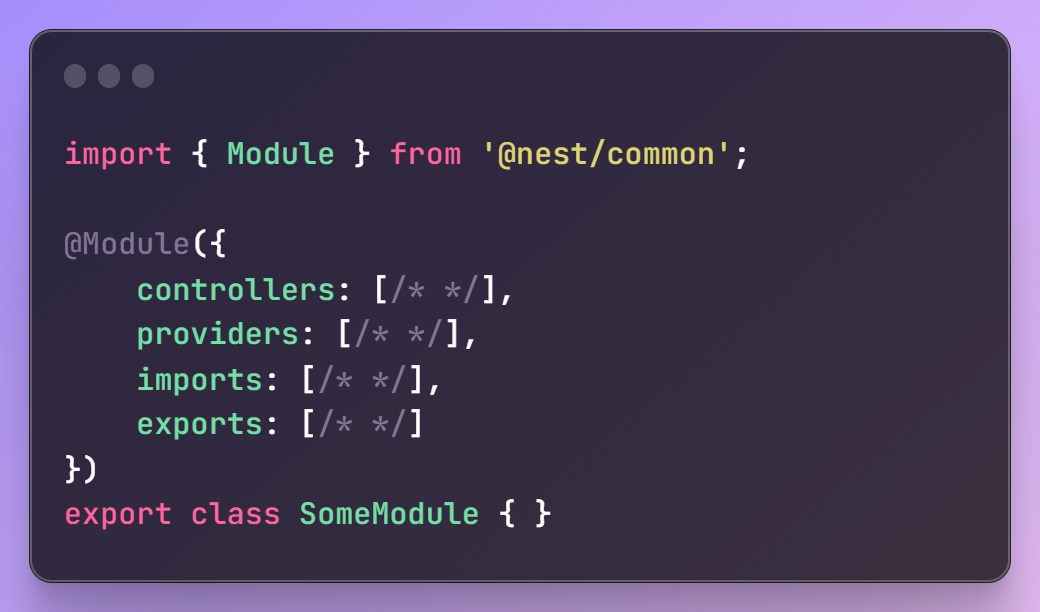 import { Module } from '@nest/common';
@Module({
    controllers: [/* */],
    providers: [/* */],
    imports: [/* */],
    exports: [/* */]
})
export class SomeModule { }